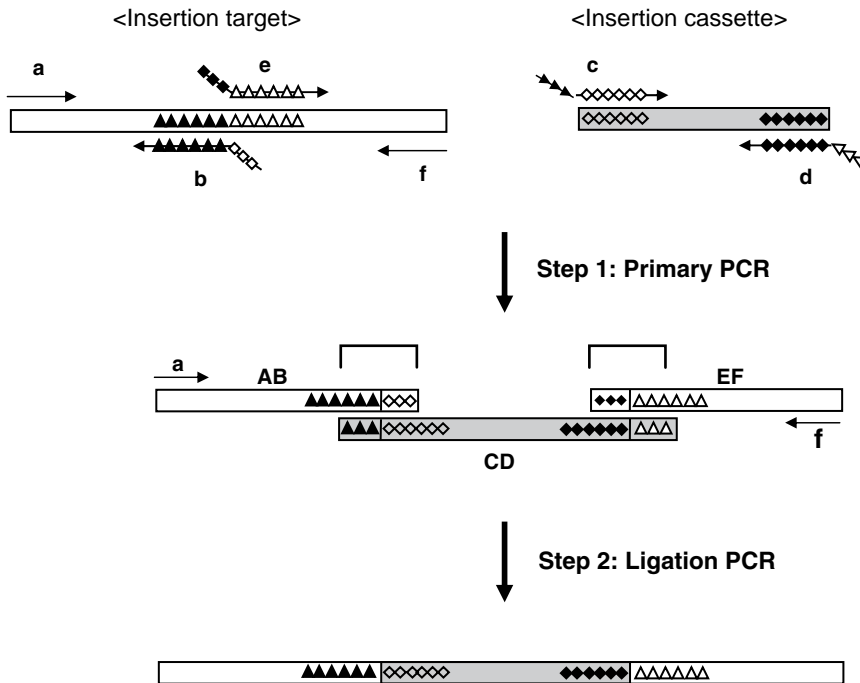 <Insertion target>
<Insertion cassette>
a
e
c
b
f
d
Step 1: Primary PCR
a
AB
EF
CD
f
Step 2: Ligation PCR